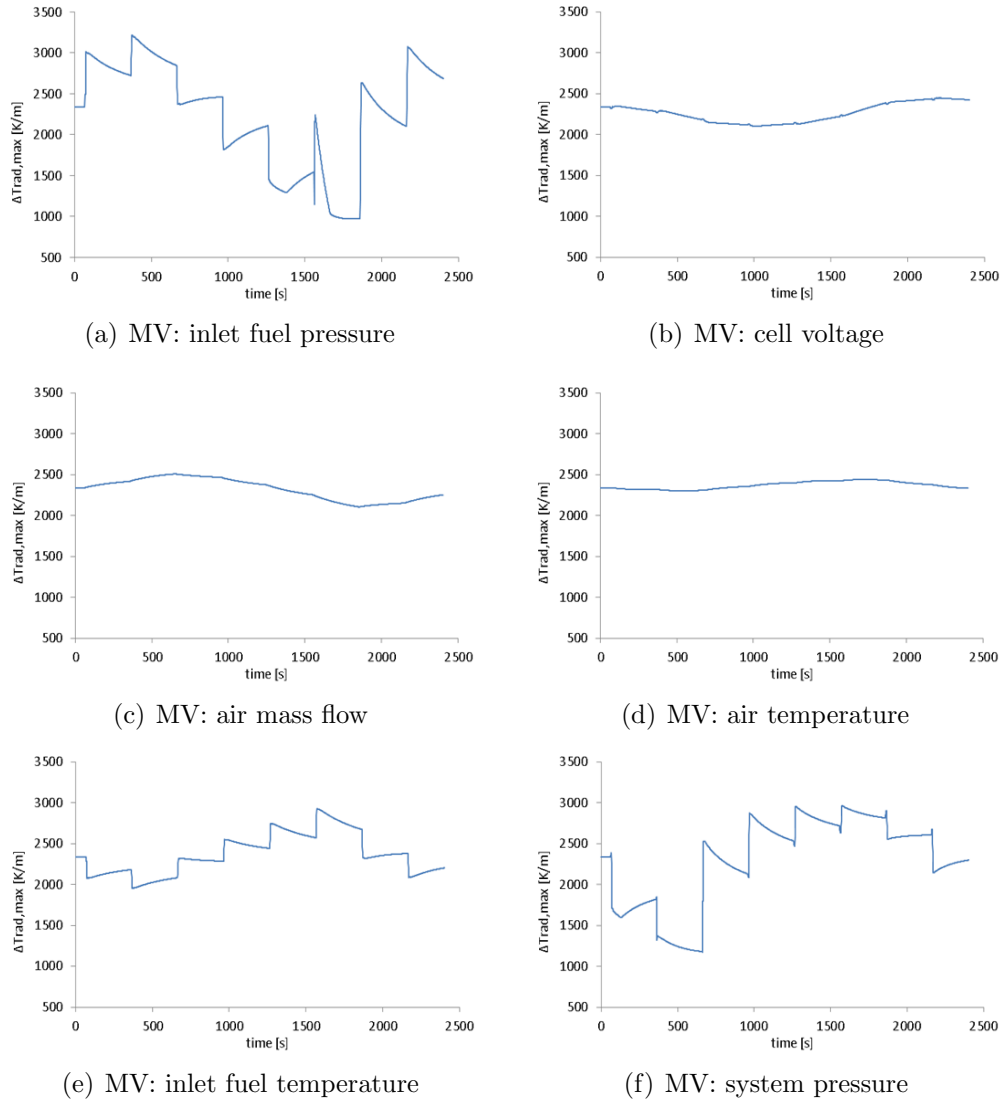 3500
3000
2500
2000
1500
1000
500
ΔTrad,max [K/m]
0 500 1000 1500 2000 2500
time [s]
(a) MV: inlet fuel pressure
3500
3000
2500
2000
1500
1000
500
ΔTrad,max [K/m]
0 500 1000 1500 2000 2500
time [s]
(b) MV: cell voltage
3500
3000
2500
2000
1500
1000
500
ΔTrad,max [K/m]
0 500 1000 1500 2000 2500
time [s]
(c) MV: air mass flow
3500
3000
2500
2000
1500
1000
500
ΔTrad,max [K/m]
0 500 1000 1500 2000 2500
time [s]
(d) MV: air temperature
3500
3000
2500
2000
1500
1000
500
ΔTrad,max [K/m]
0 500 1000 1500 2000 2500
time [s]
(e) MV: inlet fuel temperature
3500
3000
2500
2000
1500
1000
500
ΔTrad,max [K/m]
0 500 1000 1500 2000 2500
time [s]
(f) MV: system pressure